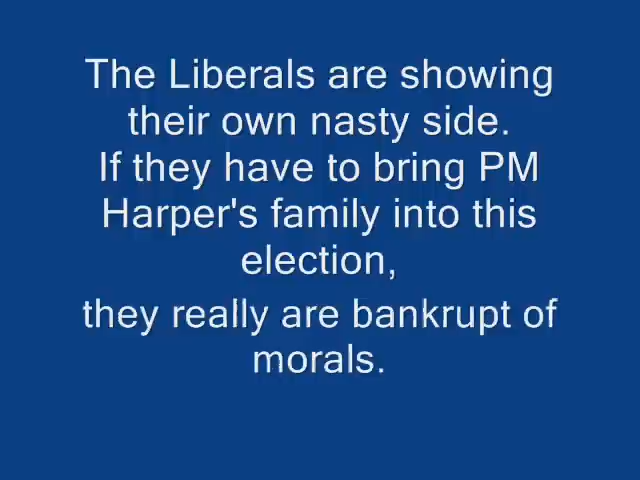 The Liberals are showing
their own nasty side.
If they have to bring PM
Harper's family into this
election,
they really are bankrupt of
morals.